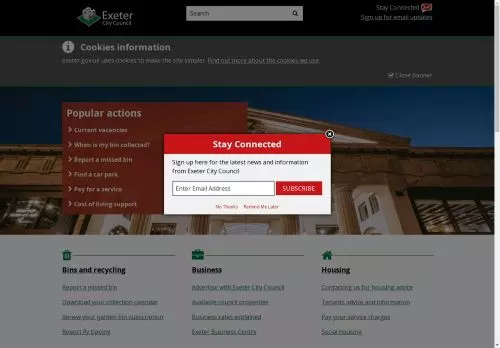 Exeter
City Council
Search
Stay Connected
Sign up for email updates
Cookies information
exeter.gov.uk uses cookies to make the site simpler. Find out more about the cookies we use
Close banner
Popular actions
Current vacancies
When is my bin collected?
Report a missed bin
Find a car park
Pay for a service
Cost of living support
Stay Connected
Sign up here for the latest news and information
from Exeter City Council
Enter Email Address
SUBSCRIBE
No Thanks Remind Me Later
Bins and recycling
Report a missed bin
Download your collection calendar
Renew your garden bin subscription
Report fly tipping
Business
Advertise with Exeter City Council
Available council properties
Business rates explained
Exeter Business Centre
Housing
Contacting us for housing advice
Tenants advice and information
Pay your service charges
Social housing